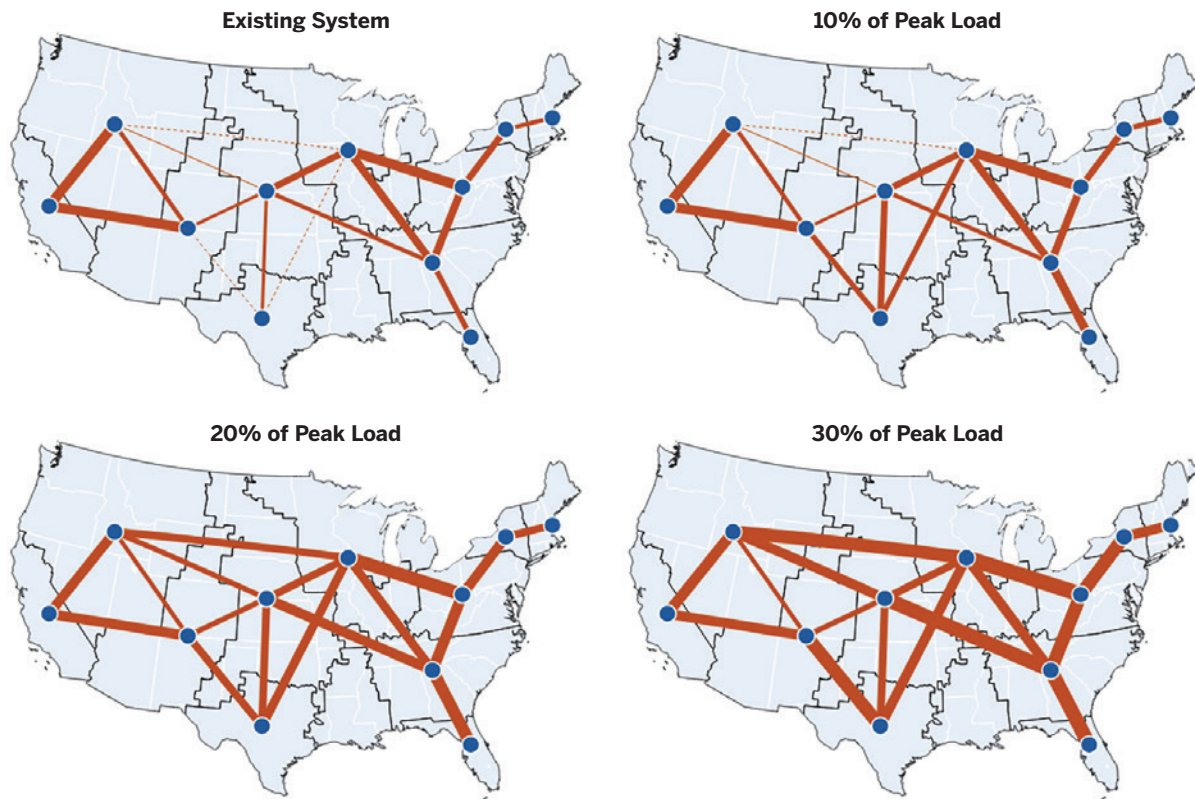 Existing System
10% of Peak Load
20% of Peak Load
30% of Peak Load